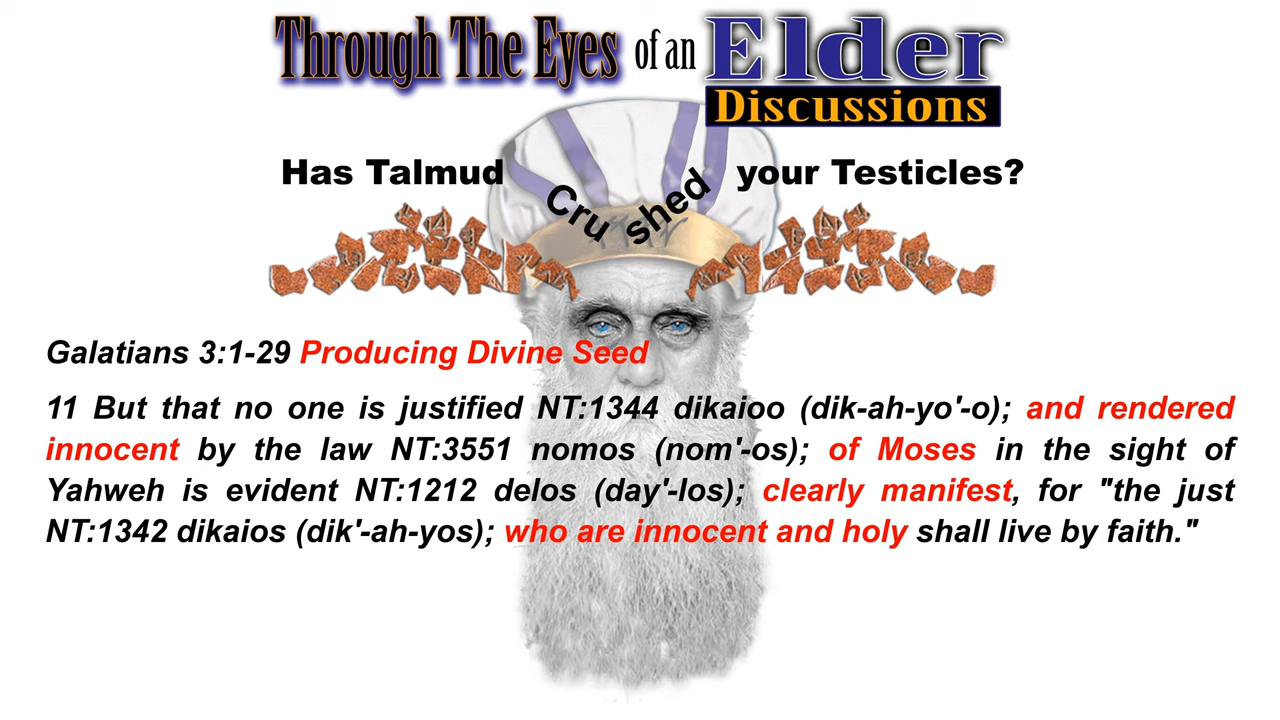 Through The Eyes of an Elder
Discussions
Has Talmud Crushed your Testicles?
Galatians 3:1-29 Producing Divine Seed
11 But that no one is justified NT:1344 dikaioo (dik-ah-yo'-o); and rendered
innocent by the law NT:3551 nomos (nom'-os); of Moses in the sight of
Yahweh is evident NT:1212 delos (day'-los); clearly manifest, for "the just
NT:1342 dikaios (dik'-ah-yos); who are innocent and holy shall live by faith."